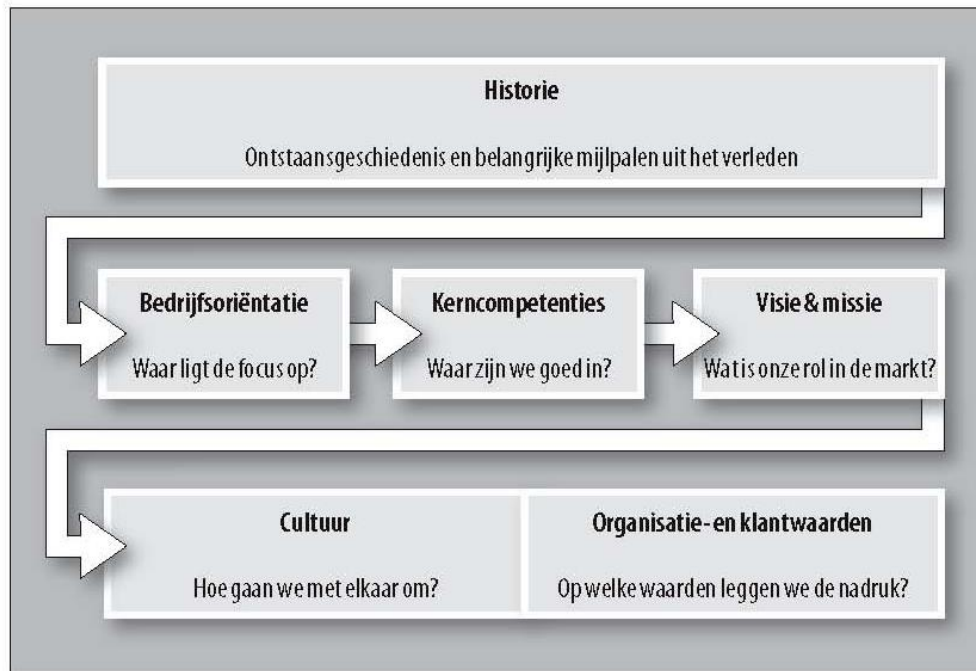 Historie
Ontstaansgeschiedenis en belangrijke mijlpalen uit het verleden
Bedrijfsoriëntatie
Waar ligt de focus op?
Kerncompetenties
Waar zijn we goed in?
Visie & missie
Wat is onze rol in de markt?
Cultuur
Hoe gaan we met elkaar om?
Organisatie- en klantwaarden
Op welke waarden leggen we de nadruk?